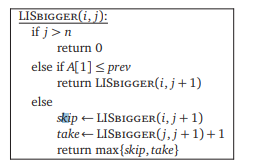 LISBIGGER(i, j):
if j > n
return 0
else if A[1] ≤ prev
return LISBIGGER(i, j + 1)
else
skip ← LISBIGGER(i, j + 1)
take ← LISBIGGER(j, j + 1) + 1
return max{skip, take}